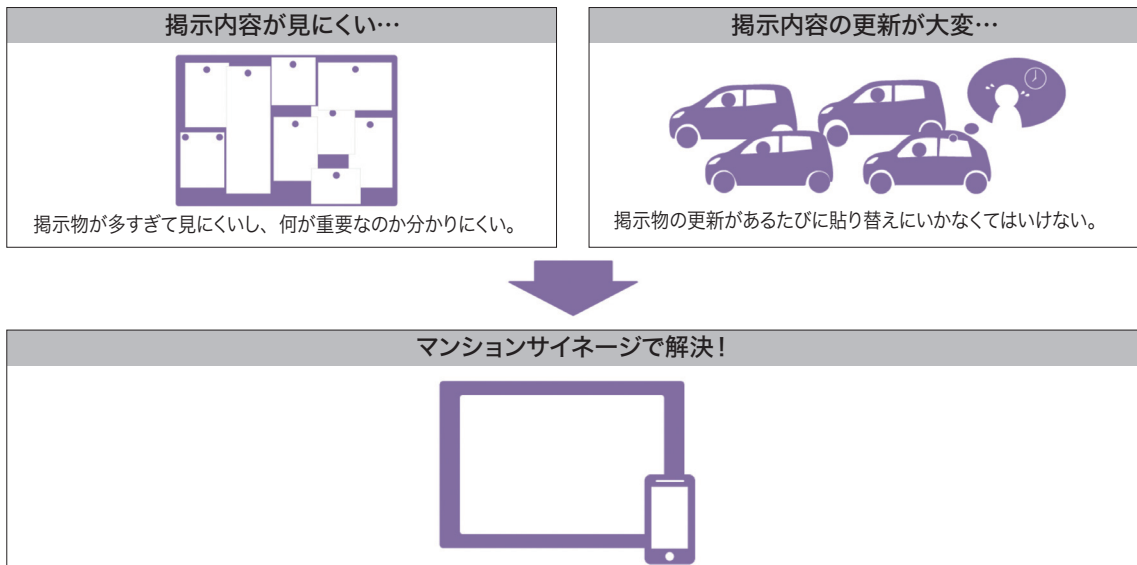 掲示内容が見にくい…
掲示物が多すぎて見にくいし、何が重要なのか分かりにくい。
掲示内容の更新が大変…
掲示物の更新があるたびに貼り替えにいかなくてはいけない。
マンションサイネージで解決！